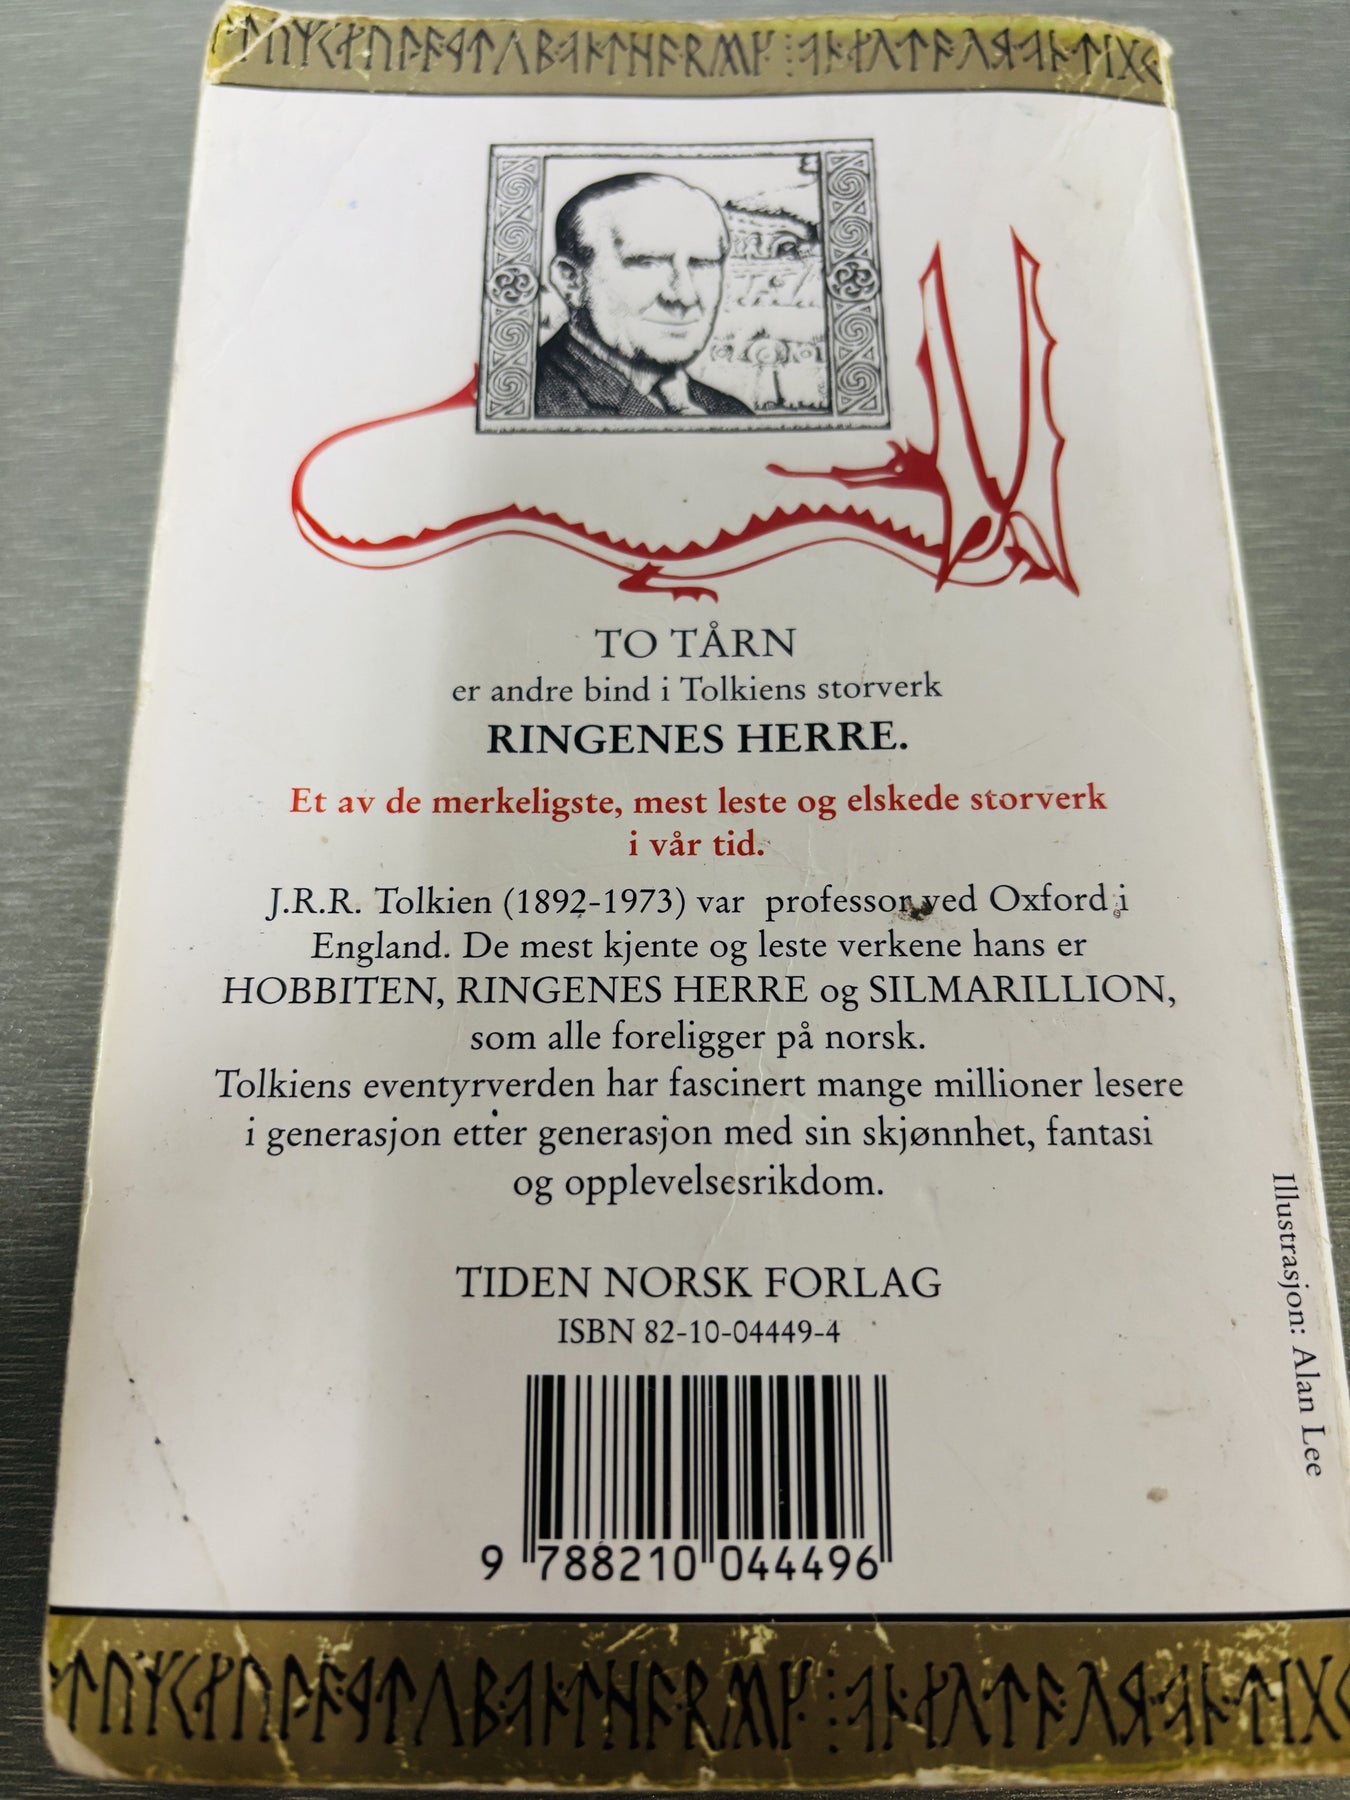 TO TÅRN
er andre bind i Tolkiens storverk
RINGENES HERRE.
Et av de merkeligste, mest leste og elskede storverk
i vår tid.
J.R.R. Tolkien (1892-1973) var professor ved Oxford i
England. De mest kjente og leste verkene hans er
HOBBITEN, RINGENES HERRE og SILMARILLION,
som alle foreligger på norsk.
Tolkiens eventyrverden har fascinert mange millioner lesere
i generasjon etter generasjon med sin skjønnhet, fantasi
og opplevelsesrikdom.
TIDEN NORSK FORLAG
ISBN 82-10-04449-4
9 788210 044496
Illustrasjon: Alan Lee